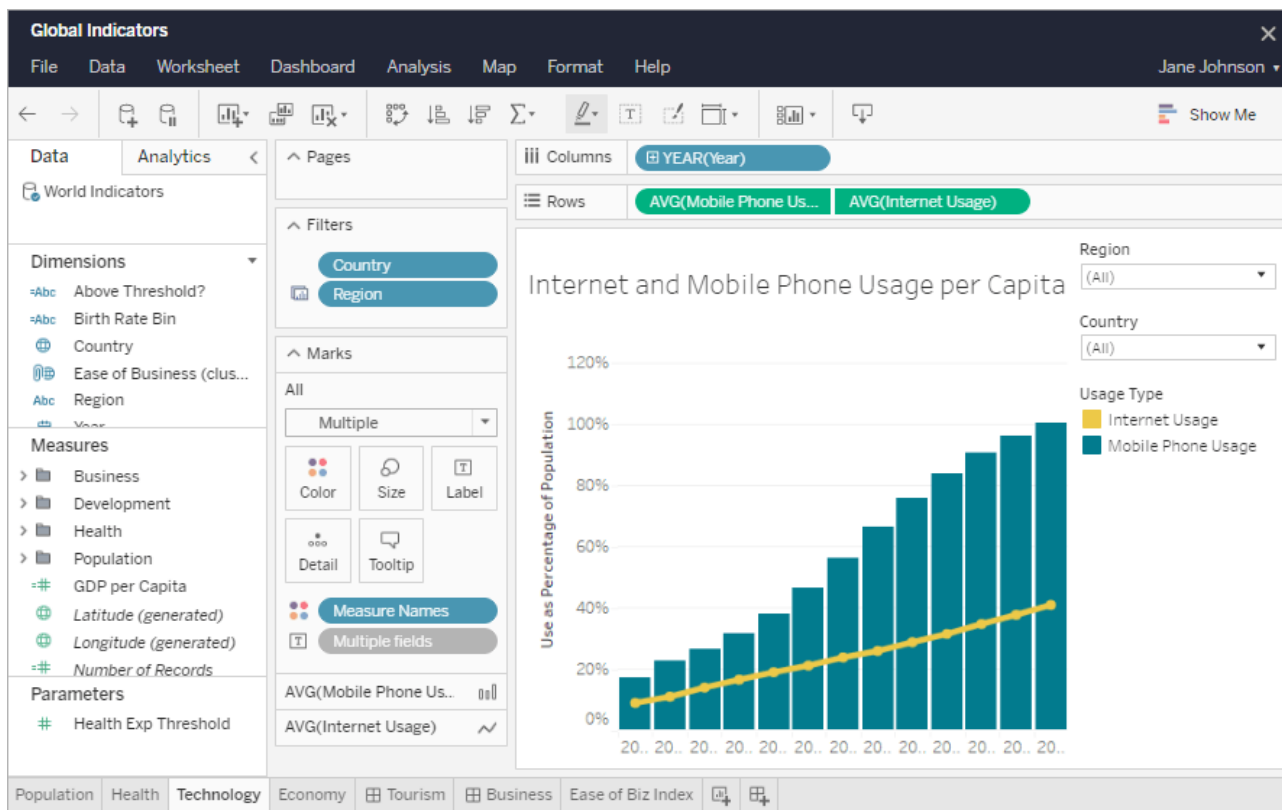 Global Indicators
File Data Worksheet Dashboard Analysis Map Format Help Jane Johnson
Show Me
Data Analytics
World Indicators
Dimensions
=Abc Above Threshold?
=Abc Birth Rate Bin
Country
Ease of Business (clus...
Abc Region
Year
Measures
Business
Development
Health
Population
=# GDP per Capita
Latitude (generated)
Longitude (generated)
=# Number of Records
Parameters
# Health Exp Threshold
Pages
Filters
Country
Region
Marks
All
Multiple
Color Size T Label
Detail Tooltip
Measure Names
T Multiple fields
AVG(Mobile Phone Us..
AVG(Internet Usage)
Columns YEAR(Year)
Rows AVG(Mobile Phone Us... AVG(Internet Usage)
Internet and Mobile Phone Usage per Capita
Use as Percentage of Population
120%
100%
80%
60%
40%
20%
0%
20.. 20.. 20.. 20.. 20.. 20.. 20.. 20.. 20.. 20.. 20.. 20.. 20..
Region
(All)
Country
(All)
Usage Type
Internet Usage
Mobile Phone Usage
Population Health Technology Economy Tourism Business Ease of Biz Index